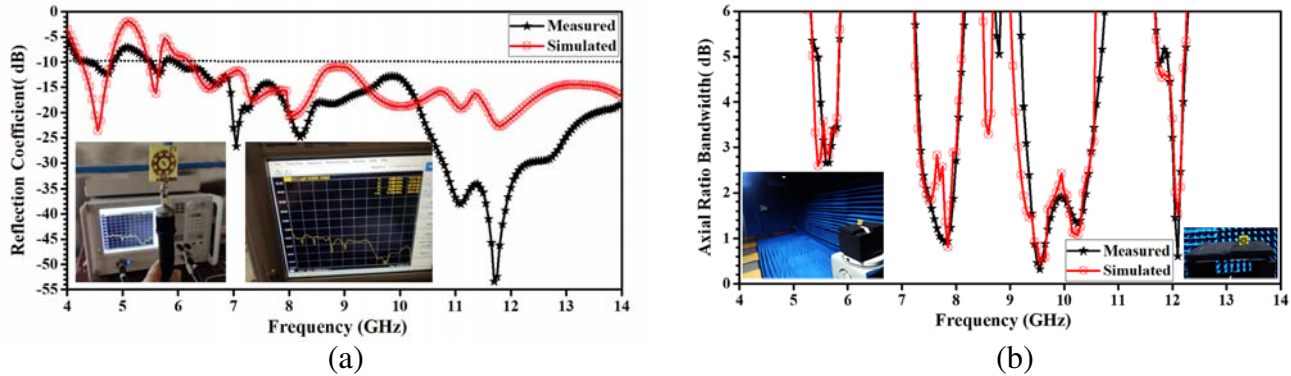 0
-5
-10
-15
-20
-25
-30
-35
-40
-45
-50
-55
Reflection Coefficient( dB)
Measured
Simulated
4 5 6 7 8 9 10 11 12 13 14
Frequency (GHz)
(a)
6
5
4
3
2
1
0
Axial Ratio Bandwidth( dB)
Measured
Simulated
4 5 6 7 8 9 10 11 12 13 14
Frequency (GHz)
(b)